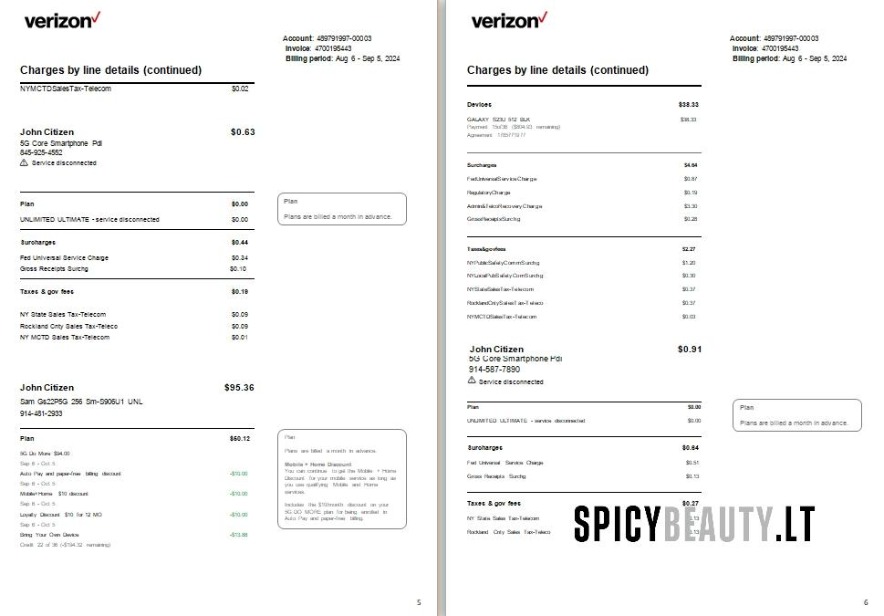 verizon
Account: 489791997-00003
Invoice: 4700195443
Billing period: Aug 6 - Sep 5, 2024
Charges by line details (continued)
NYMCTDSalesTax-Telecom $0.02
John Citizen $0.63
5G Core Smartphone Pdl
845-925-4552
Service disconnected
Plan $0.00
UNLIMITED ULTIMATE - service disconnected $0.00
Plan
Plans are billed a month in advance.
Surcharges $0.44
Fed Universal Service Charge $0.34
Gross Receipts Surchg $0.10
Taxes & gov fees $0.19
NY State Sales Tax-Telecom $0.09
Rockland Cnty Sales Tax-Teleco $0.09
NY MCTD Sales Tax-Telecom $0.01
John Citizen $95.36
Sam Gs22P5G 256 Sm-S906U1 UNL
914-481-2933
Plan $60.12
5G Do More $94.00
Sep 6 - Oct 5
Auto Pay and paper-free billing discount -$10.00
Sep 6 - Oct 5
Mobile+Home $10 discount -$10.00
Sep 6 - Oct 5
Loyalty Discount $10 for 12 MO -$10.00
Sep 6 - Oct 5
Bring Your Own Device -$13.88
Credit 22 of 36 remaining)
Plan
Plans are billed a month in advance.
Mobile + Home Discount
You can continue to get the Mobile + Home
Discount for your mobile service as long as
you use qualifying Mobile and Home
services.
Includes the $10/month discount on your
5G DO MORE plan for being enrolled in
Auto Pay and paper-free billing.
5
verizon
Account: 489791997-00003
Invoice: 4700195443
Billing period: Aug 6 - Sep 5, 2024
Charges by line details (continued)
Devices $38.33
GALAXY S23U 512 BLK $38.33
Payment 15of36 remaining)
Agreement
Surcharges $4.64
FedUniversalServiceCharge $0.87
RegulatoryCharge $0.19
Admin&TelcoRecoveryCharge $3.30
GrossReceiptsSurchg $0.28
Taxes&govfees $2.27
NYPublicSafetyCommSurchg $1.20
NYLocalPubSafetyComSurchg $0.30
NYStateSalesTax-Telecom $0.37
RocklandCntySalesTax-Teleco $0.37
NYMCTDSalesTax-Telecom $0.03
John Citizen $0.91
5G Core Smartphone Pdl
914-587-7890
Service disconnected
Plan $0.00
UNLIMITED ULTIMATE - service disconnected $0.00
Plan
Plans are billed a month in advance.
Surcharges $0.64
Fed Universal Service Charge $0.51
Gross Receipts Surchg $0.13
Taxes & gov fees $0.27
NY State Sales Tax-Telecom
Rockland Cnty Sales Tax-Teleco
SPICYBEAUTY.LT
6